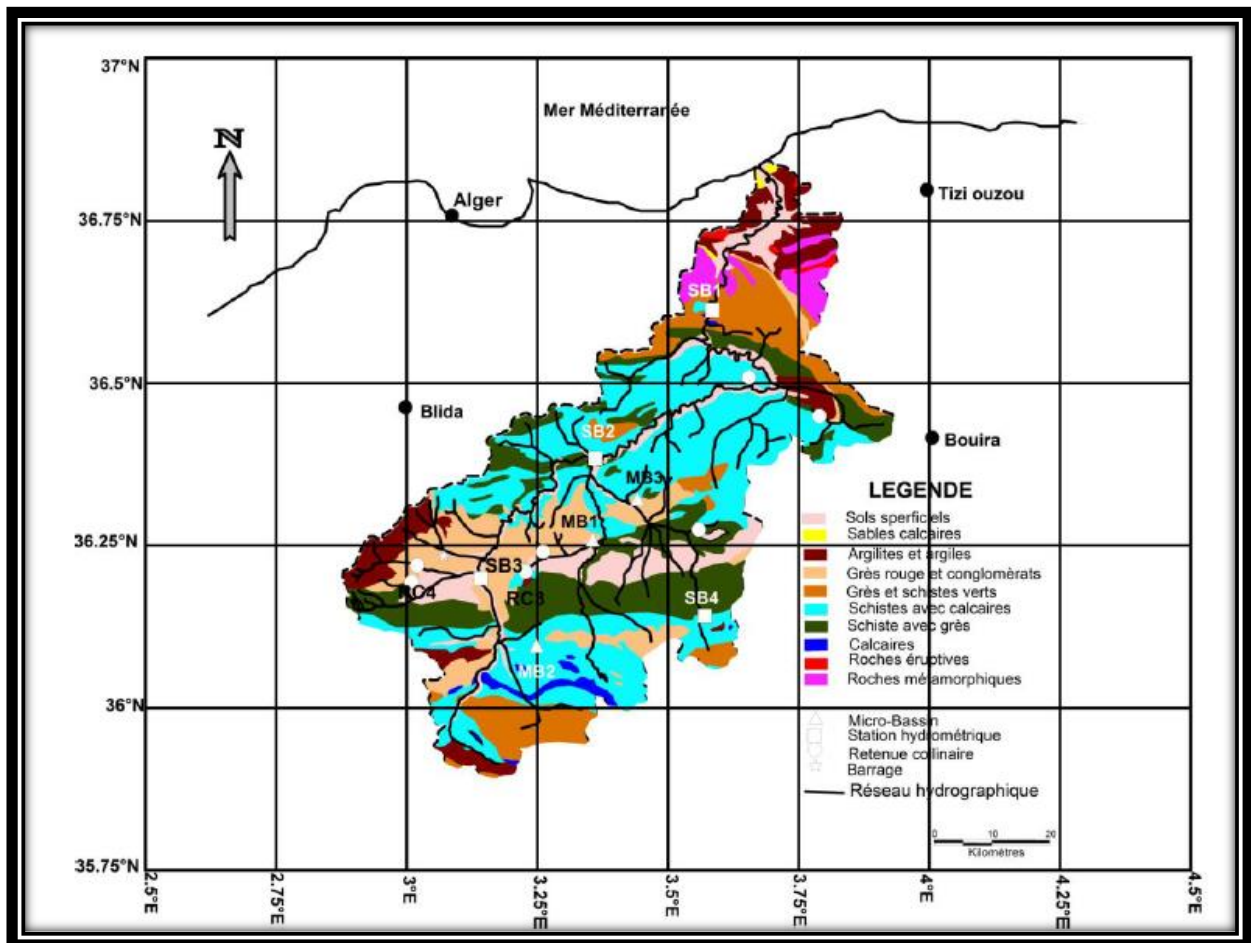 37°N
Mer Méditerranée
N
Alger
Tizi ouzou
36.75°N
SB1
36.5°N
Blida
SB2
Bouira
MB3
LEGENDE
MB1
Sols sperficiels
Sables calcaires
36.25°N
Argilites et argiles
SB3
Grès rouge et conglomèrats
RC4
RC3
SB4
Grès et schistes verts
Schistes avec calcaires
Schiste avec grès
Calcaires
MB2
Roches éruptives
Roches métamorphiques
36°N
Micro-Bassin
Station hydrométrique
Retenue collinaire
Barrage
Réseau hydrographique
0 10 20
Kilomètres
35.75°N
2.5°E
2.75°E
3°E
3.25°E
3.5°E
3.75°E
4°E
4.25°E
4.5°E